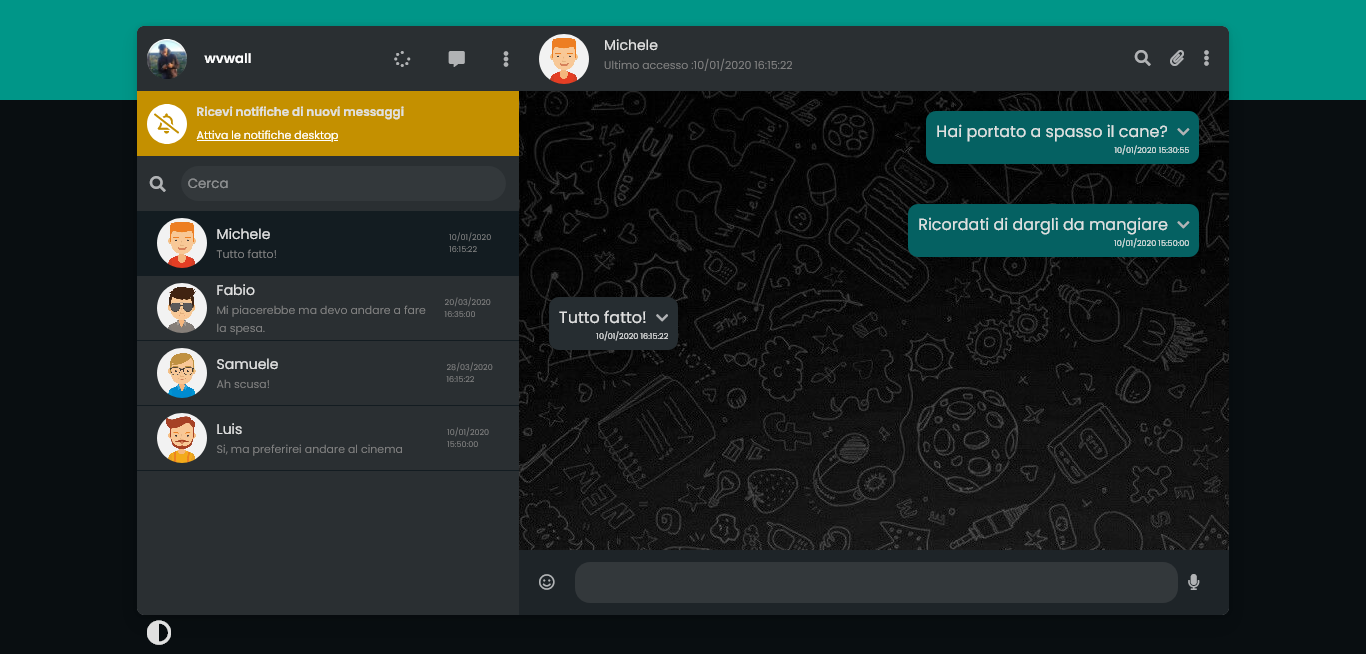 wvwall
Michele
Ultimo accesso :10/01/2020 16:15:22
Ricevi notifiche di nuovi messaggi
Attiva le notifiche desktop
Cerca
Michele
Tutto fatto!
10/01/2020
16:15:22
Fabio
Mi piacerebbe ma devo andare a fare
la spesa.
20/03/2020
16:35:00
Samuele
Ah scusa!
28/03/2020
16:15:22
Luis
Si, ma preferirei andare al cinema
10/01/2020
15:50:00
Hai portato a spasso il cane?
10/01/2020 15:30:55
Ricordati di dargli da mangiare
10/01/2020 15:50:00
Tutto fatto!
10/01/2020 16:15:22
Hello!